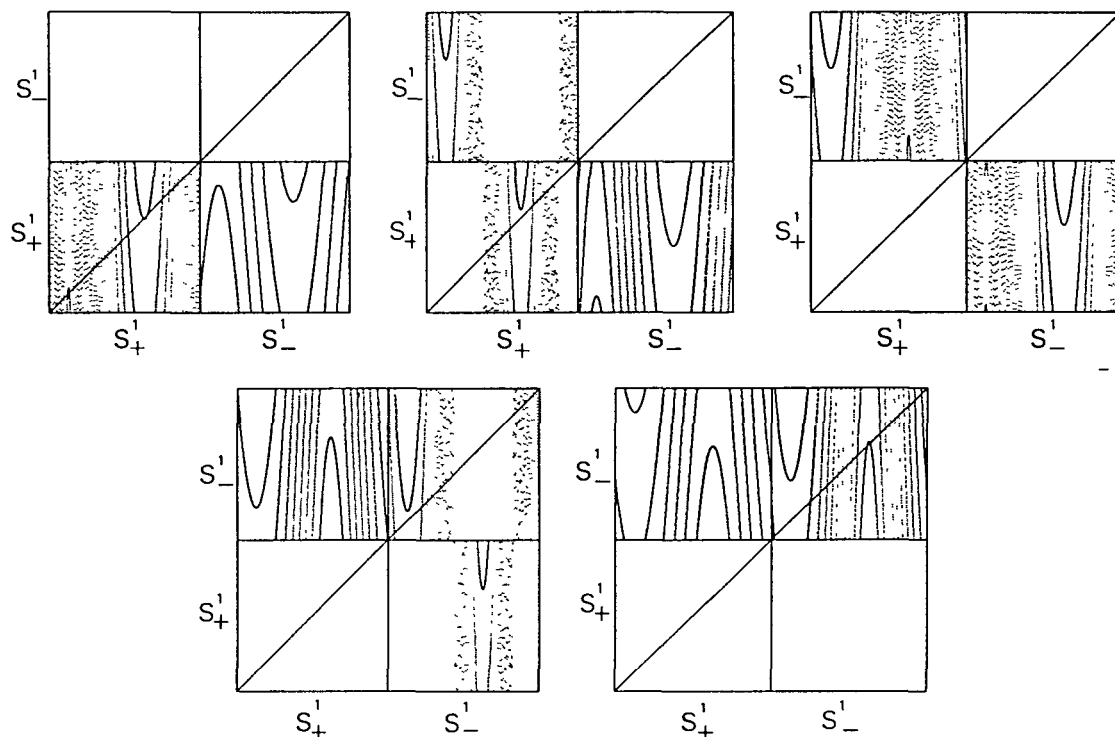 S¹₋ S¹₋ S¹₋
S¹₊ S¹₊ S¹₊
S¹₊ S¹₋ S¹₊ S¹₋ S¹₊ S¹₋
S¹₋ S¹₋
S¹₊ S¹₊
S¹₊ S¹₋ S¹₊ S¹₋